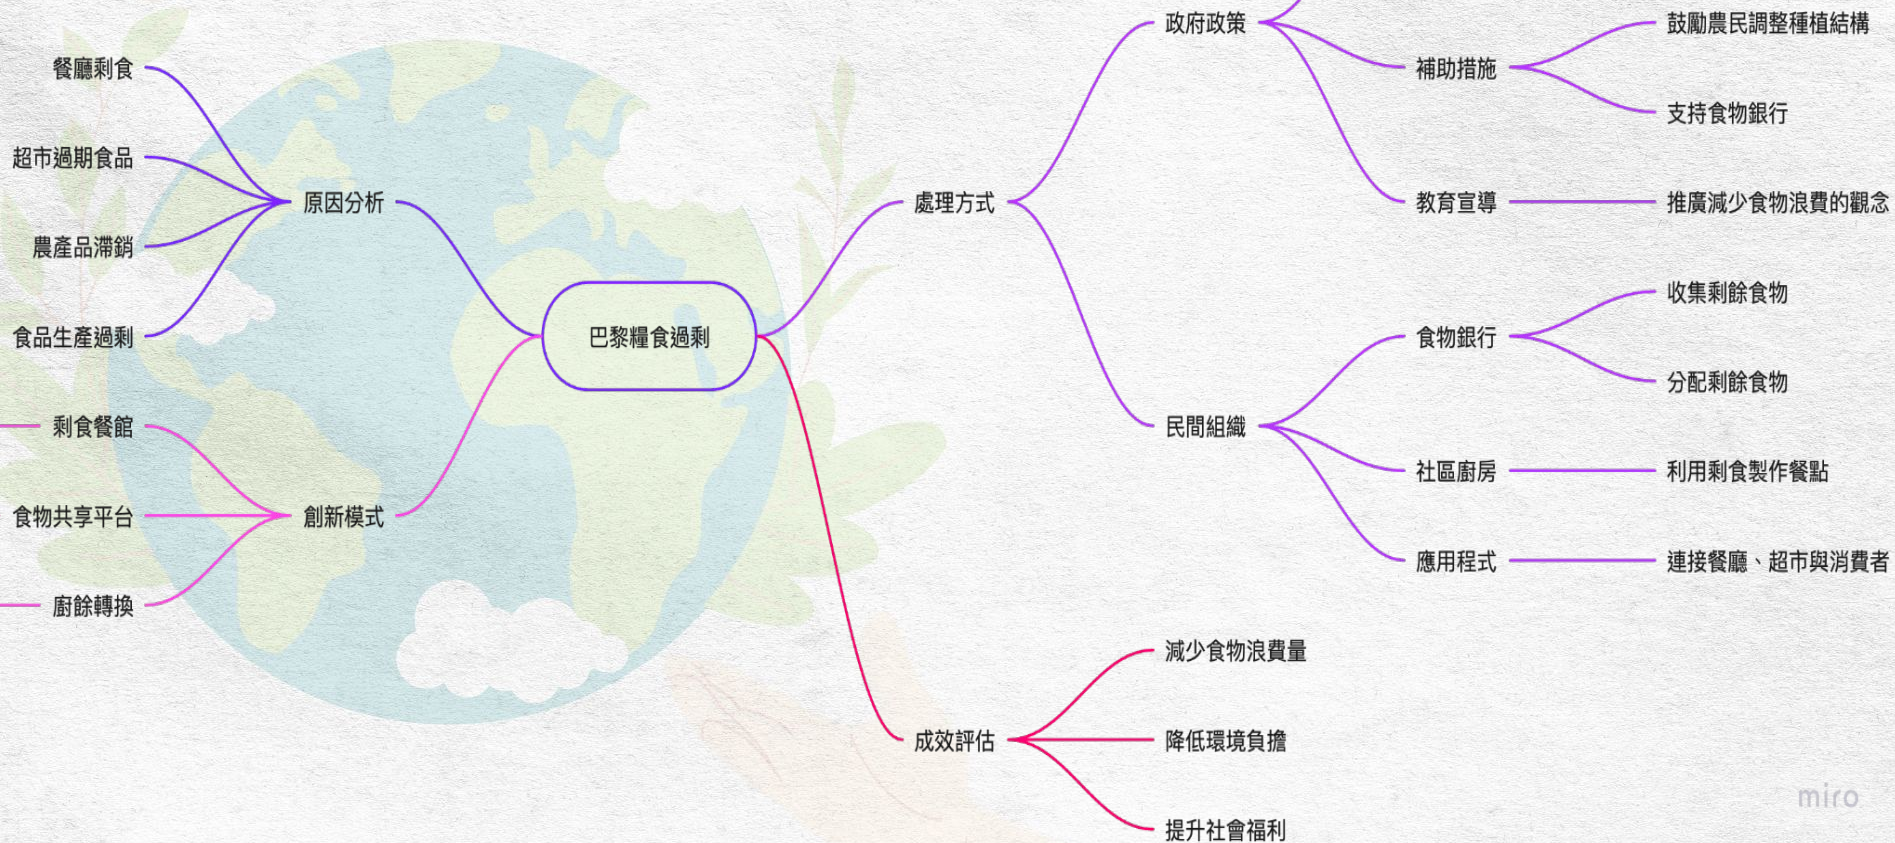 巴黎糧食過剩
原因分析
餐廳剩食
超市過期食品
農產品滯銷
食品生產過剩
創新模式
剩食餐館
食物共享平台
廚餘轉換
處理方式
政府政策
補助措施
鼓勵農民調整種植結構
支持食物銀行
教育宣導
推廣減少食物浪費的觀念
民間組織
食物銀行
收集剩餘食物
分配剩餘食物
社區廚房
利用剩食製作餐點
應用程式
連接餐廳、超市與消費者
成效評估
減少食物浪費量
降低環境負擔
提升社會福利
miro